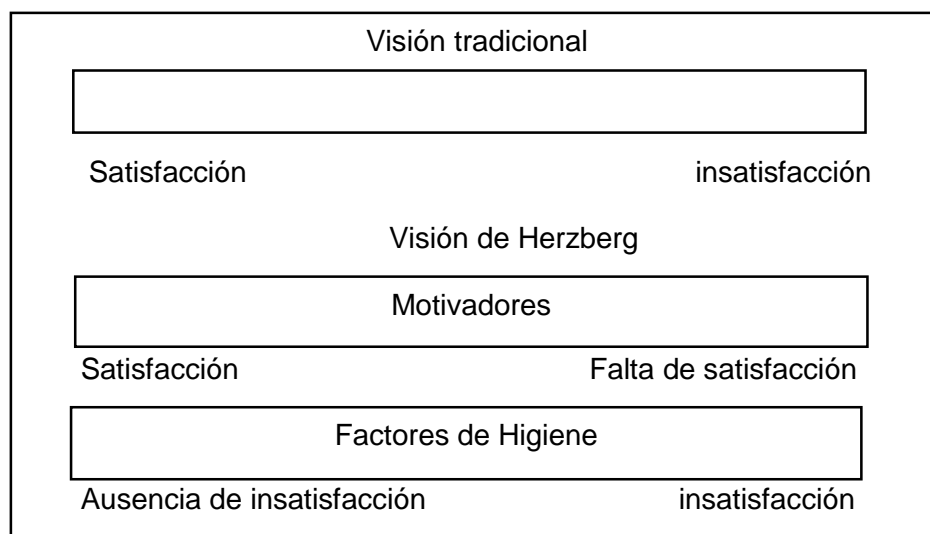 Visión tradicional
Satisfacción insatisfacción
Visión de Herzberg
Motivadores
Satisfacción Falta de satisfacción
Factores de Higiene
Ausencia de insatisfacción insatisfacción